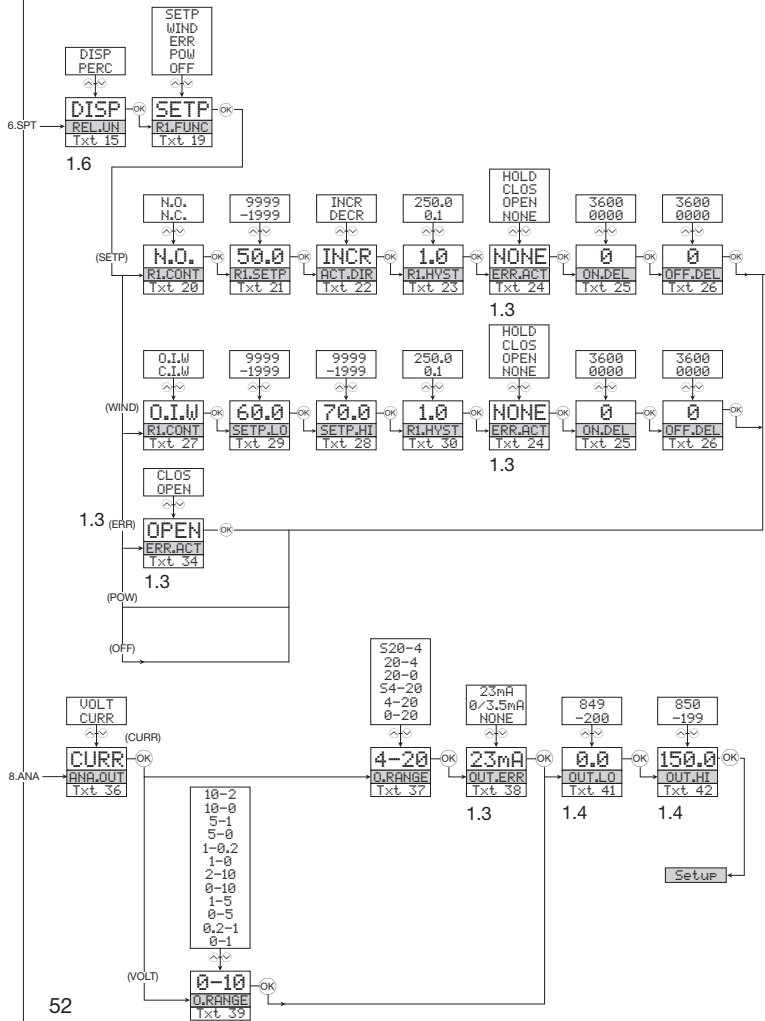 SETP
WIND
ERR
POW
OFF
DISP
PERC
6.SPT
DISP
REL.UN
Txt 15
OK
SETP
R1.FUNC
Txt 19
OK
1.6
N.O.
N.C.
9999
-1999
INCR
DECR
250.0
0.1
HOLD
CLOS
OPEN
NONE
3600
0000
3600
0000
(SETP)
N.O.
R1.CONT
Txt 20
OK
50.0
R1.SETP
Txt 21
OK
INCR
ACT.DIR
Txt 22
OK
1.0
R1.HYST
Txt 23
OK
NONE
ERR.ACT
Txt 24
OK
0
ON.DEL
Txt 25
OK
0
OFF.DEL
Txt 26
OK
1.3
O.I.W
C.I.W
9999
-1999
9999
-1999
250.0
0.1
HOLD
CLOS
OPEN
NONE
3600
0000
3600
0000
(WIND)
O.I.W
R1.CONT
Txt 27
OK
60.0
SETP.LO
Txt 29
OK
70.0
SETP.HI
Txt 28
OK
1.0
R1.HYST
Txt 30
OK
NONE
ERR.ACT
Txt 24
OK
0
ON.DEL
Txt 25
OK
0
OFF.DEL
Txt 26
OK
1.3
CLOS
OPEN
1.3
(ERR)
OPEN
ERR.ACT
Txt 34
OK
1.3
(POW)
(OFF)
VOLT
CURR
S20-4
20-4
20-0
S4-20
4-20
0-20
23mA
0/3.5mA
NONE
849
-200
850
-199
8.ANA
CURR
ANA.OUT
Txt 36
(CURR)
OK
4-20
O.RANGE
Txt 37
OK
23mA
OUT.ERR
Txt 38
OK
0.0
OUT.LO
Txt 41
OK
150.0
OUT.HI
Txt 42
OK
1.3
1.4
1.4
10-2
10-0
5-1
5-0
1-0.2
1-0
2-10
0-10
1-5
0-5
0.2-1
0-1
Setup
(VOLT)
0-10
O.RANGE
Txt 39
OK
52